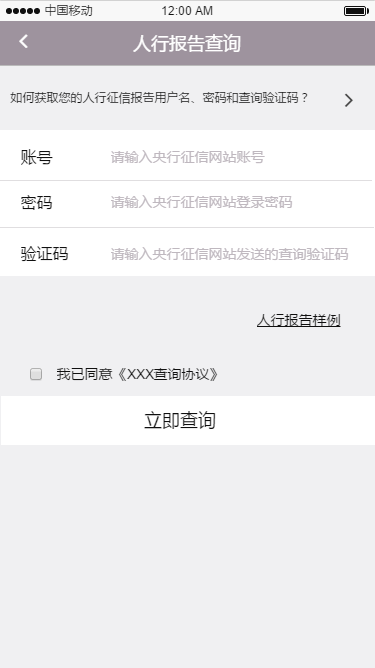 中国移动 12:00 AM
人行报告查询
如何获取您的人行征信报告用户名、密码和查询验证码？
账号 请输入央行征信网站账号
密码 请输入央行征信网站登录密码
验证码 请输入央行征信网站发送的查询验证码
人行报告样例
我已同意《XXX查询协议》
立即查询